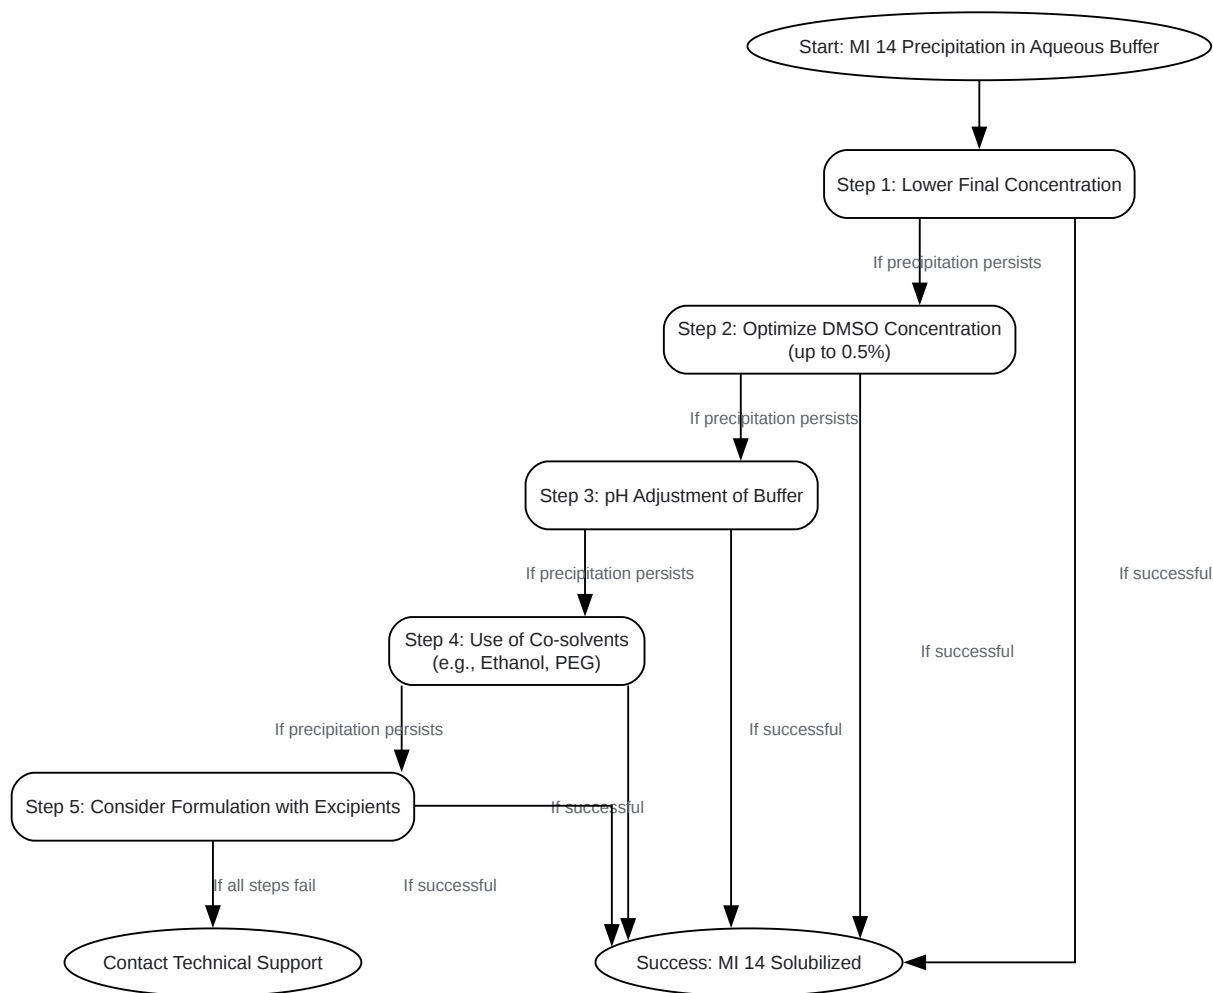 Start: MI 14 Precipitation in Aqueous Buffer
Step 1: Lower Final Concentration
If precipitation persists
Step 2: Optimize DMSO Concentration
(up to 0.5%)
If precipitation persists
Step 3: pH Adjustment of Buffer
If precipitation persists
If successful
Step 4: Use of Co-solvents
(e.g., Ethanol, PEG)
If successful
If precipitation persists
If successful
Step 5: Consider Formulation with Excipients
If successful
If all steps fail
If successful
Contact Technical Support
Success: MI 14 Solubilized